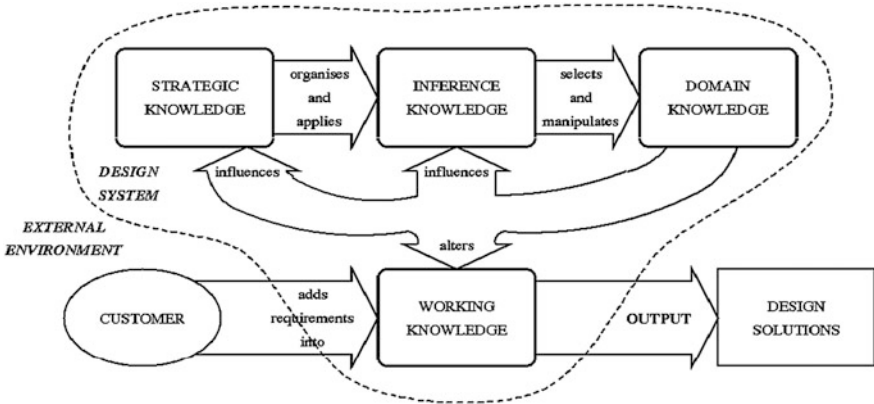 STRATEGIC
KNOWLEDGE
organises
and
applies
INFERENCE
KNOWLEDGE
selects
and
manipulates
DOMAIN
KNOWLEDGE
DESIGN
SYSTEM
influences
influences
EXTERNAL
ENVIRONMENT
alters
CUSTOMER
adds
requirements
into
WORKING
KNOWLEDGE
OUTPUT
DESIGN
SOLUTIONS